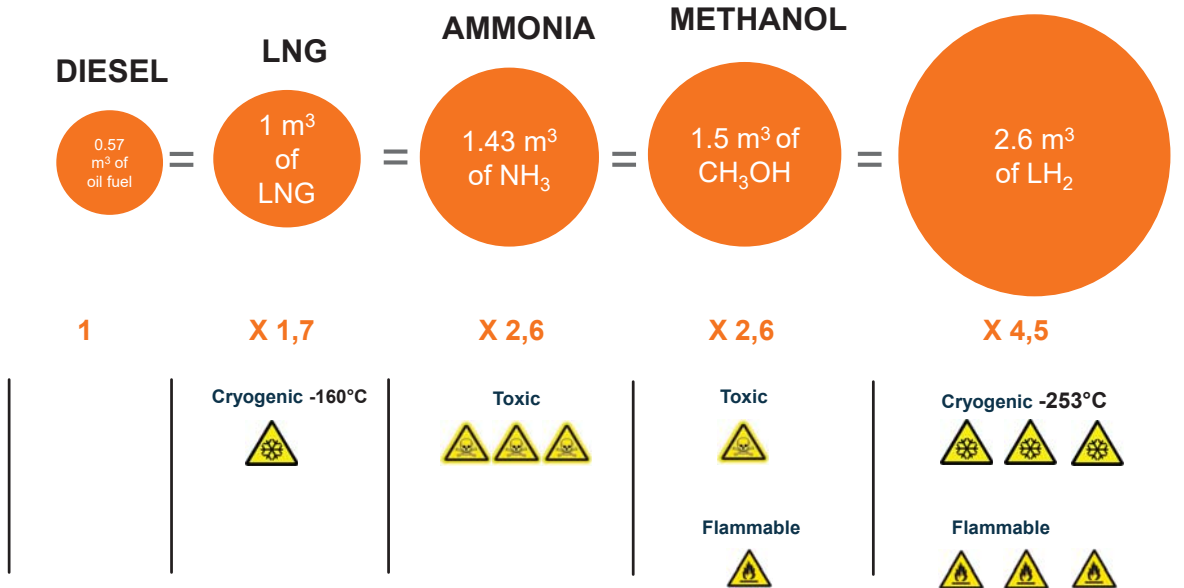 DIESEL
LNG
AMMONIA
METHANOL
0.57
m³ of
oil fuel
=
1 m³
of
LNG
=
1.43 m³
of NH₃
=
1.5 m³ of
CH₃OH
=
2.6 m³
of LH₂
1
X 1,7
X 2,6
X 2,6
X 4,5
Cryogenic -160°C
Toxic
Toxic
Flammable
Cryogenic -253°C
Flammable